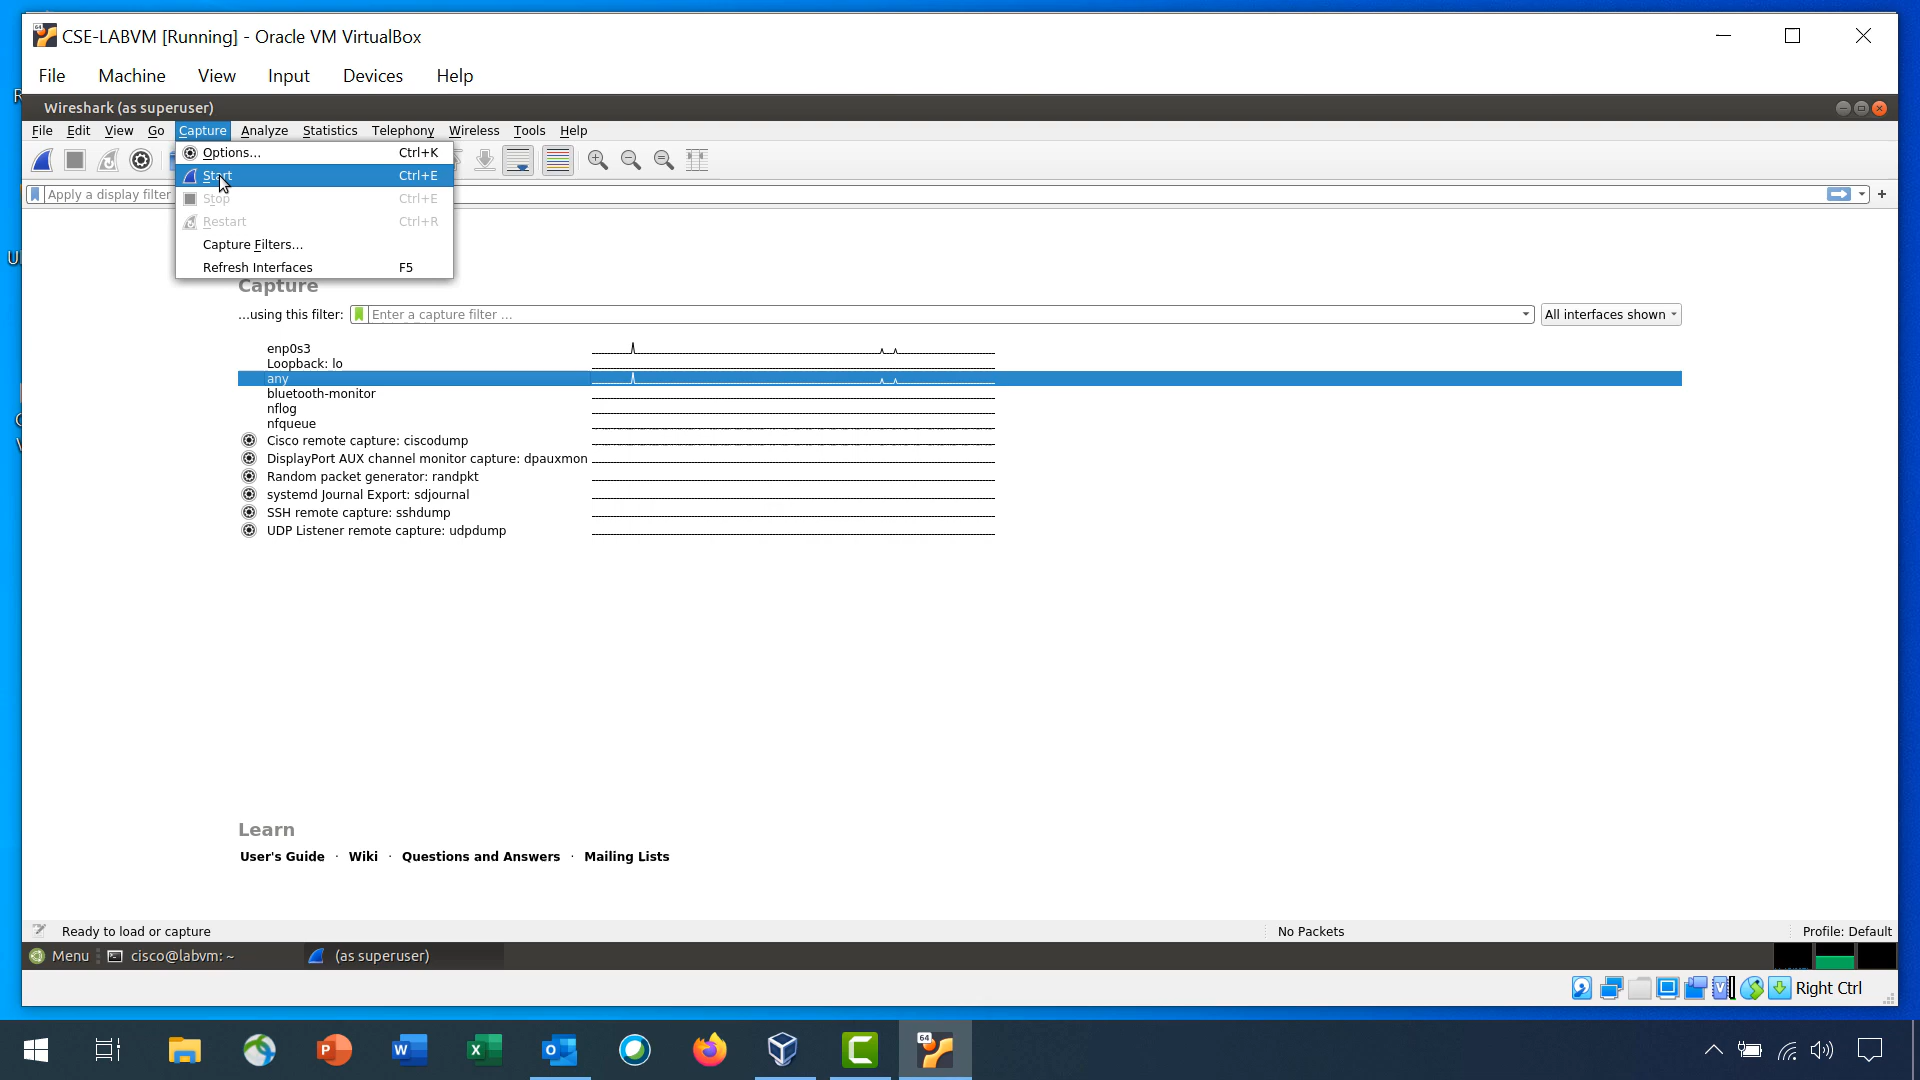 CSE-LABVM [Running] - Oracle VM VirtualBox
File Machine View Input Devices Help
Wireshark (as superuser)
File Edit View Go Capture Analyze Statistics Telephony Wireless Tools Help
Options... Ctrl+K
Start Ctrl+E
Apply a display filter
Stop Ctrl+E
Restart Ctrl+R
Capture Filters...
Refresh Interfaces F5
Capture
...using this filter: Enter a capture filter ... All interfaces shown
enp0s3
Loopback: lo
any
bluetooth-monitor
nflog
nfqueue
Cisco remote capture: ciscodump
DisplayPort AUX channel monitor capture: dpauxmon
Random packet generator: randpkt
systemd Journal Export: sdjournal
SSH remote capture: sshdump
UDP Listener remote capture: udpdump
Learn
User's Guide · Wiki · Questions and Answers · Mailing Lists
Ready to load or capture No Packets Profile: Default
Menu cisco@labvm: ~ (as superuser)
Right Ctrl